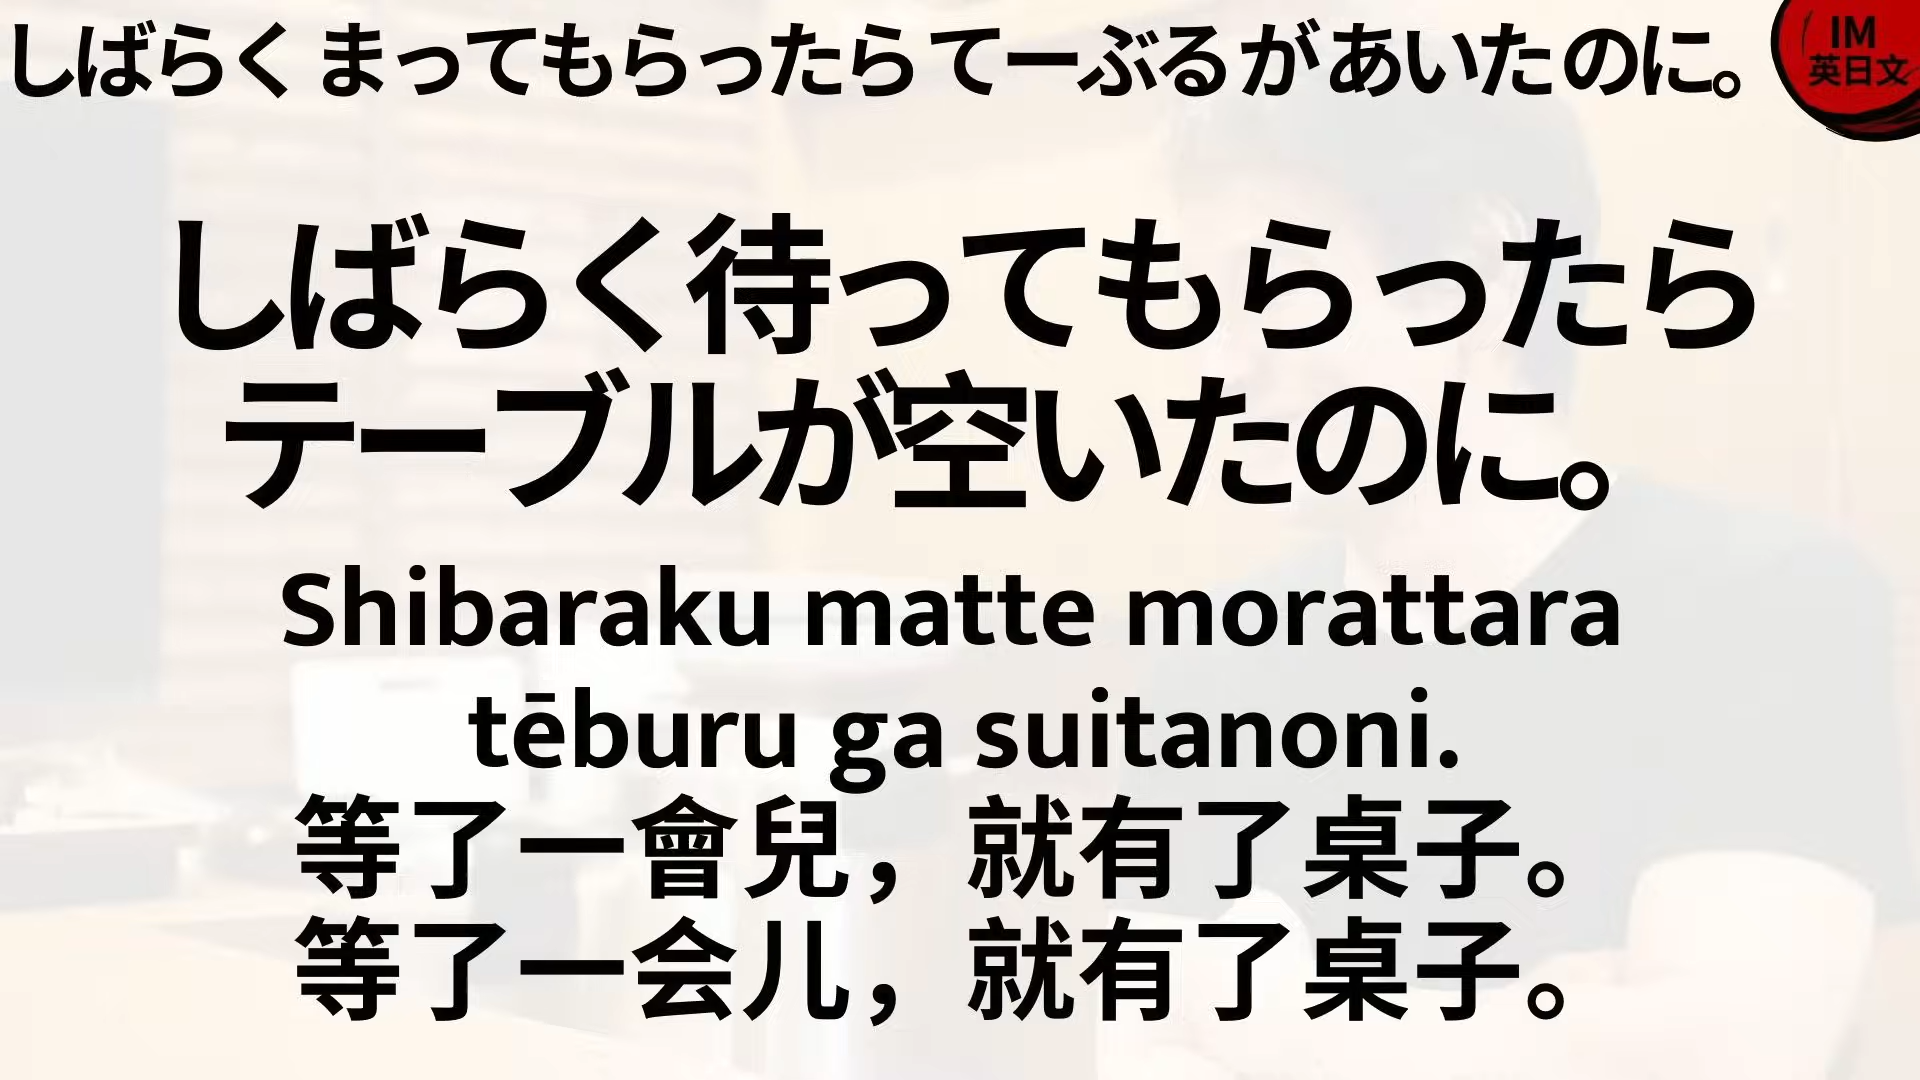 しばらく まってもらったら てーぶる が あいた のに。
IM
英日文
しばらく待ってもらったら
テーブルが空いたのに。
Shibaraku matte morattara
tēburu ga suitanoni.
等了一會兒，就有了桌子。
等了一会儿，就有了桌子。